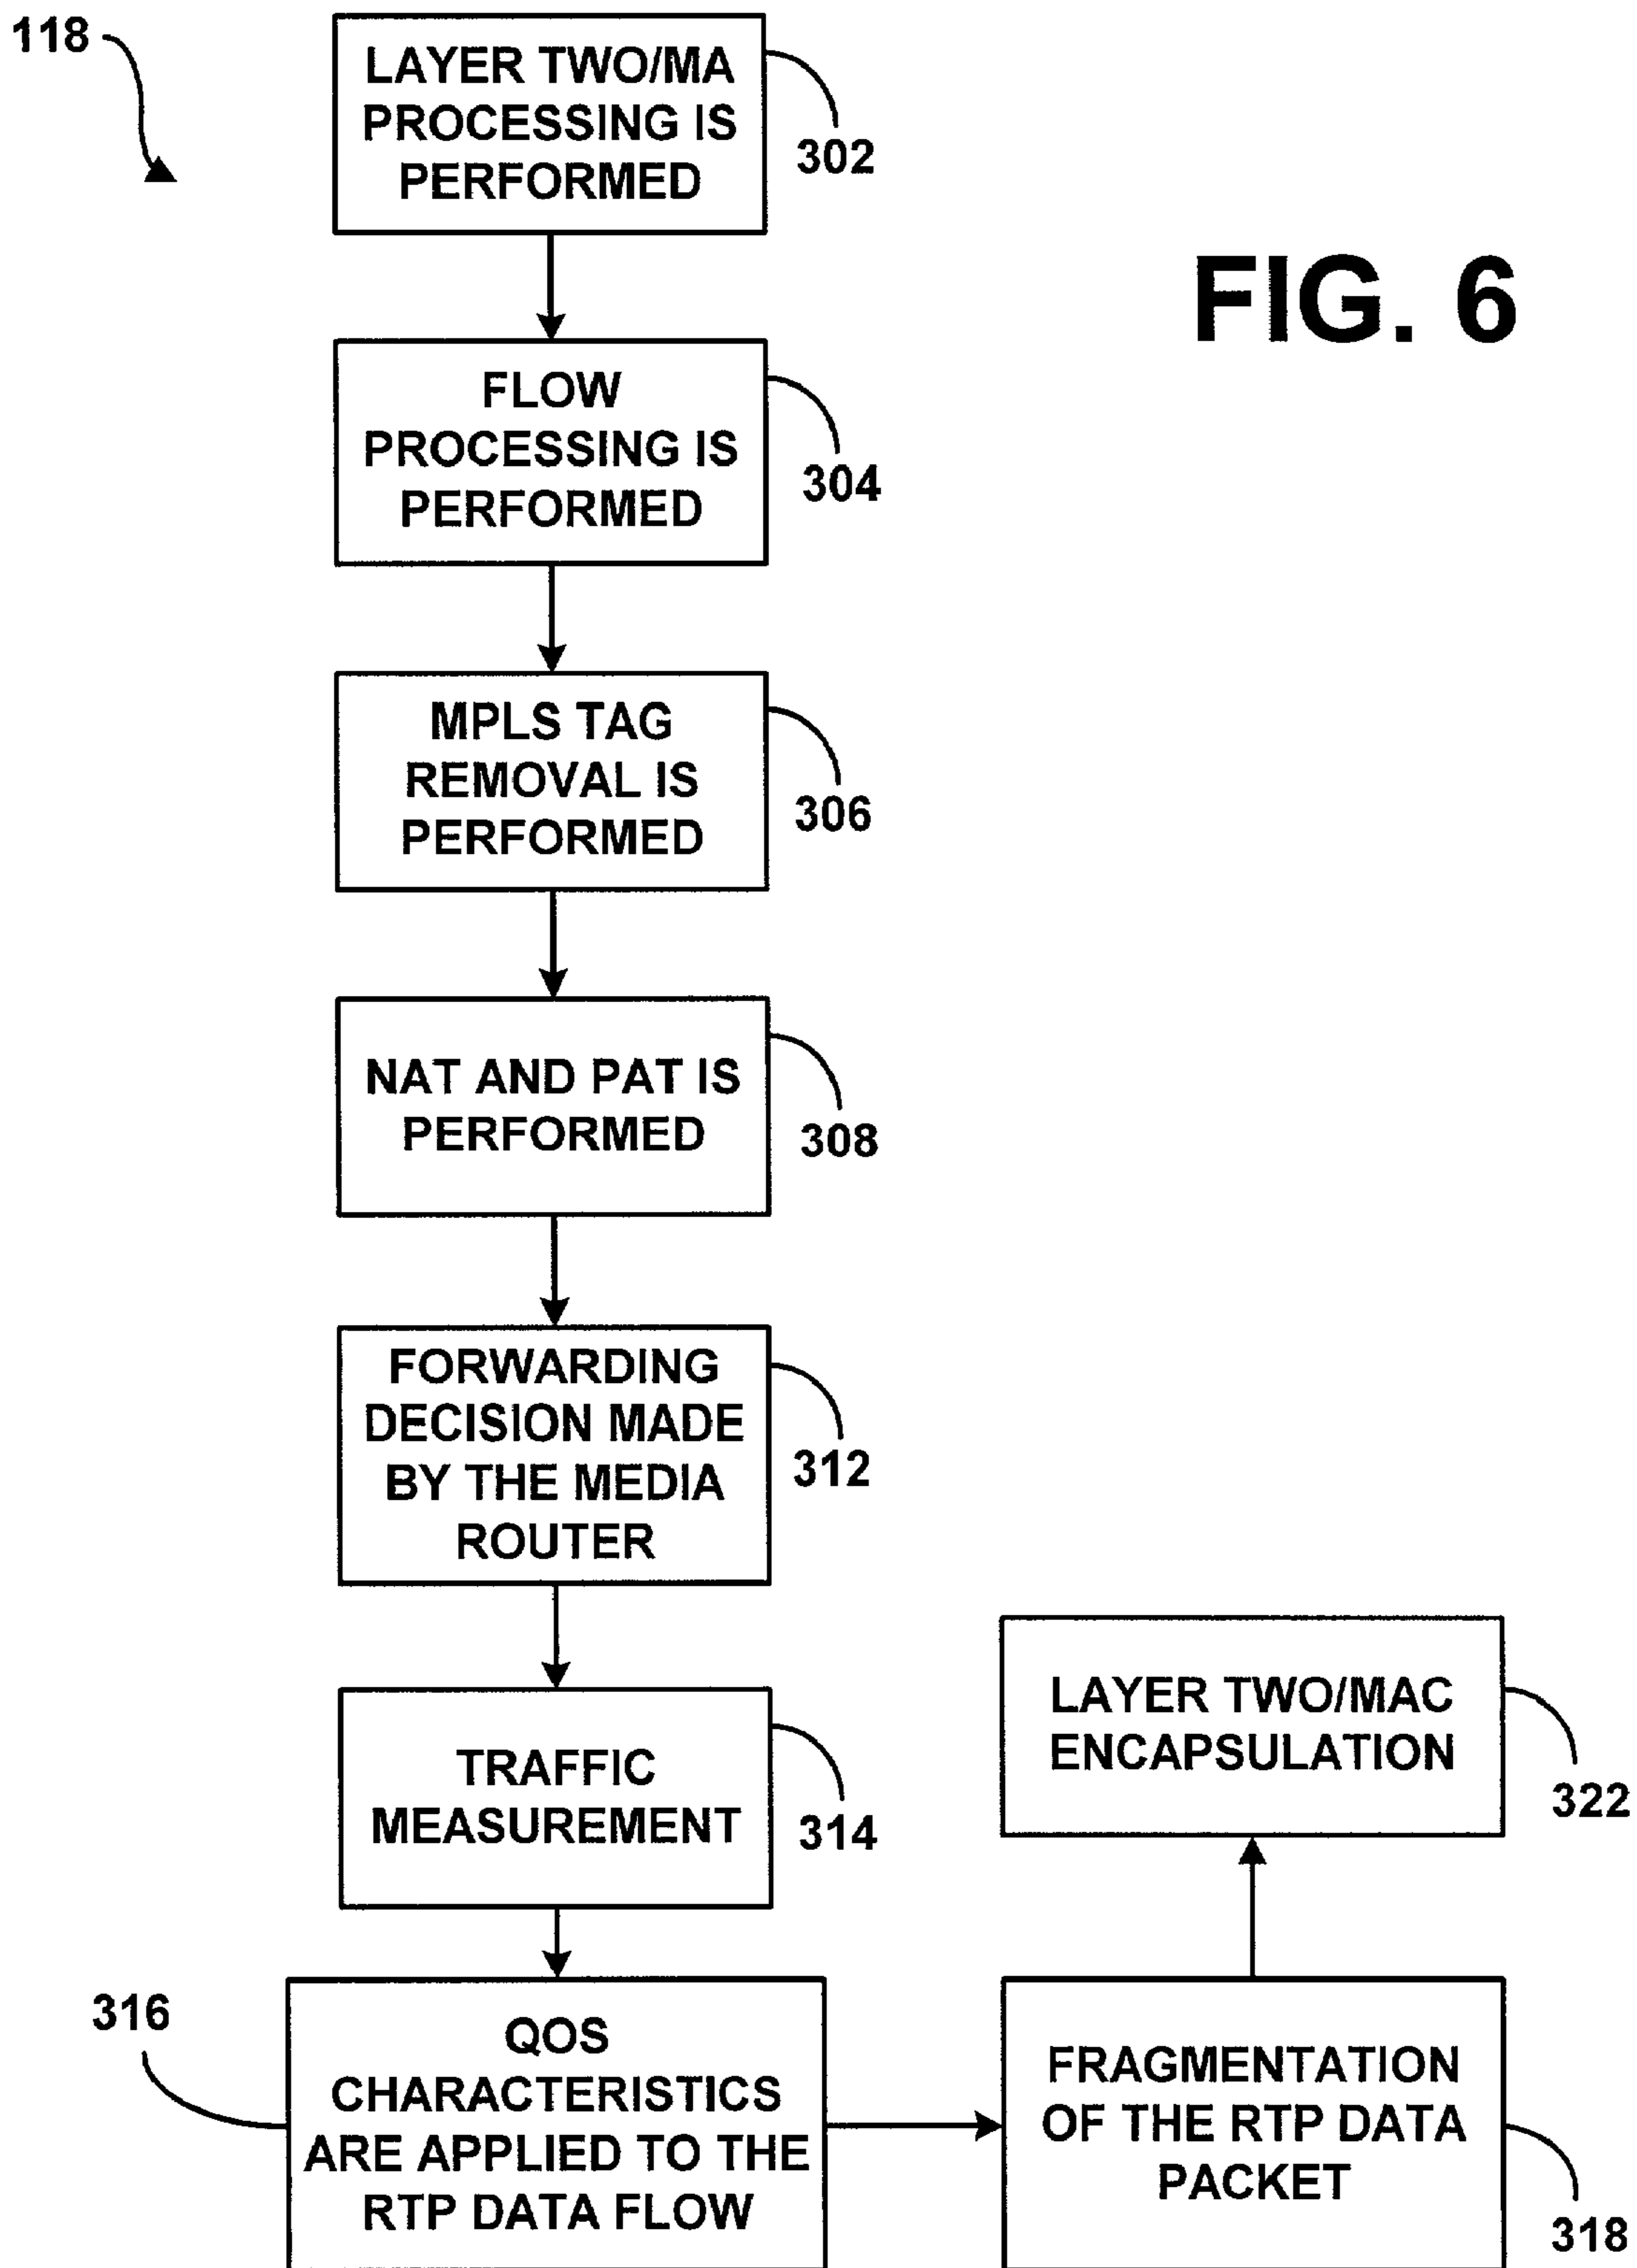 118
LAYER TWO/MA
PROCESSING IS
PERFORMED
302
FIG. 6
FLOW
PROCESSING IS
PERFORMED
304
MPLS TAG
REMOVAL IS
PERFORMED
306
NAT AND PAT IS
PERFORMED
308
FORWARDING
DECISION MADE
BY THE MEDIA
ROUTER
312
TRAFFIC
MEASUREMENT
314
316
QOS
CHARACTERISTICS
ARE APPLIED TO THE
RTP DATA FLOW
FRAGMENTATION
OF THE RTP DATA
PACKET
318
LAYER TWO/MAC
ENCAPSULATION
322